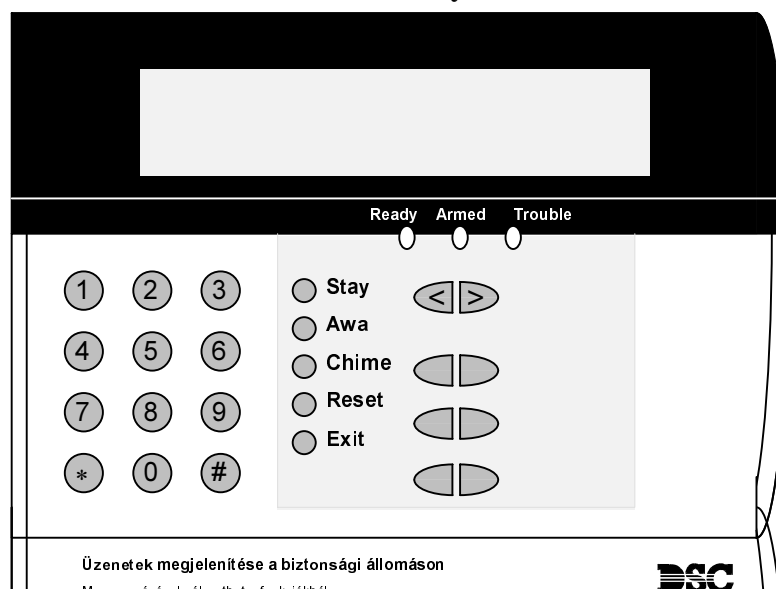 Ready Armed Trouble
1 2 3
4 5 6
7 8 9
* 0 #
Stay
Awa
Chime
Reset
Exit
< >
Üzenetek megjelenítése a biztonsági állomáson
DSC